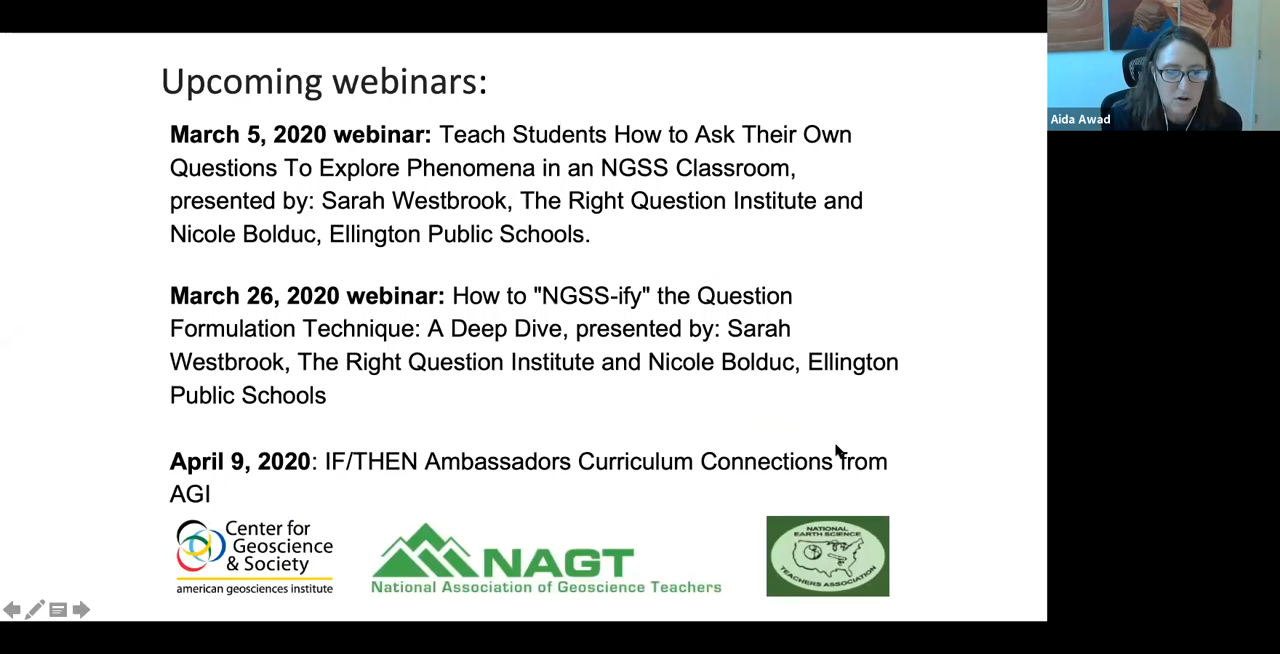 Upcoming webinars:
March 5, 2020 webinar: Teach Students How to Ask Their Own
Questions To Explore Phenomena in an NGSS Classroom,
presented by: Sarah Westbrook, The Right Question Institute and
Nicole Bolduc, Ellington Public Schools.
March 26, 2020 webinar: How to "NGSS-ify" the Question
Formulation Technique: A Deep Dive, presented by: Sarah
Westbrook, The Right Question Institute and Nicole Bolduc, Ellington
Public Schools
April 9, 2020: IF/THEN Ambassadors Curriculum Connections from
AGI
Center for
Geoscience
& Society
american geosciences institute
NAGT
National Association of Geoscience Teachers
NATIONAL
EARTH SCIENCE
TEACHERS ASSOCIATION
Aida Awad